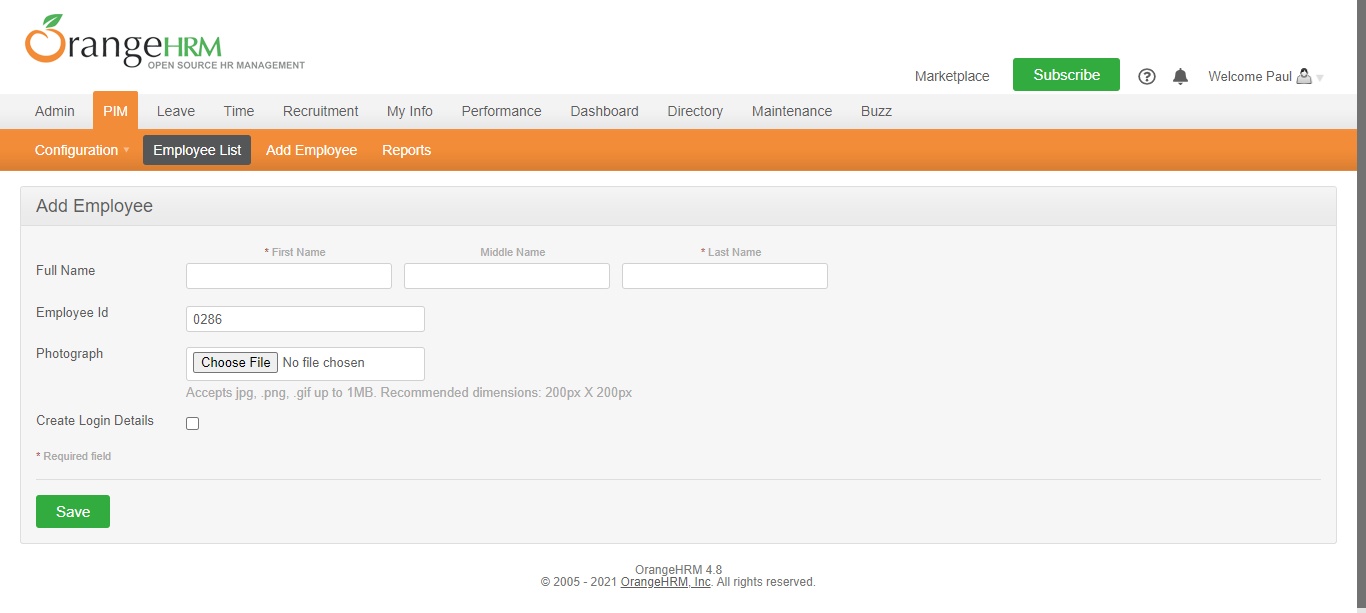 OrangeHRM
OPEN SOURCE HR MANAGEMENT
Marketplace Subscribe Welcome Paul
Admin PIM Leave Time Recruitment My Info Performance Dashboard Directory Maintenance Buzz
Configuration Employee List Add Employee Reports
Add Employee
* First Name Middle Name * Last Name
Full Name
Employee Id 0286
Photograph Choose File No file chosen
Accepts jpg, .png, .gif up to 1MB. Recommended dimensions: 200px X 200px
Create Login Details
* Required field
Save
OrangeHRM 4.8
© 2005 - 2021 OrangeHRM, Inc. All rights reserved.